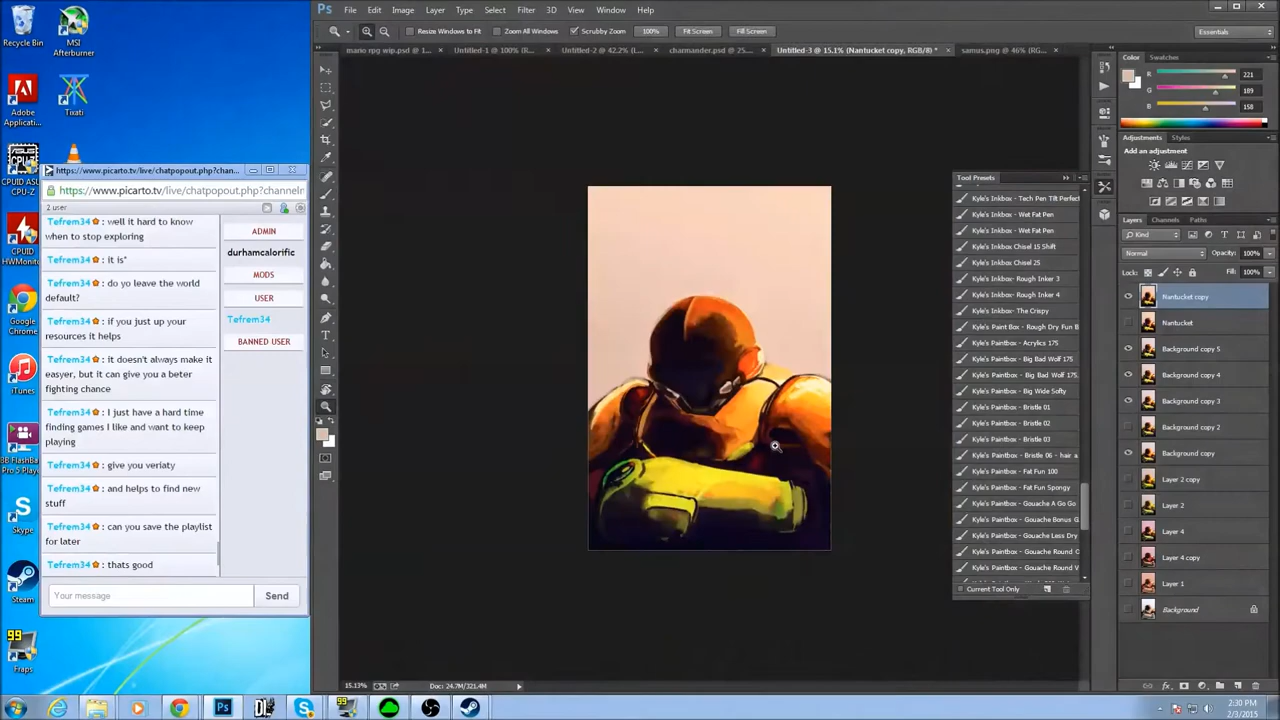 Recycle Bin
MSI Afterburner
Adobe Applicati...
Tixati
CPUID ASU CPU-Z
CPUID HWMonito
Google Chrome
iTunes
FLV BlashBa Pro 5 Play
Skype
Steam
Fraps
https://www.picarto.tv/live/chatpopout.php?chan...
https://www.picarto.tv/live/chatpopout.php?channeln
2 user
Tefrem34 : well it hard to know when to stop exploring
Tefrem34 : it is*
Tefrem34 : do yo leave the world default?
Tefrem34 : if you just up your resources it helps
Tefrem34 : it doesn't always make it easyer, but it can give you a beter fighting chance
Tefrem34 : I just have a hard time finding games I like and want to keep playing
Tefrem34 : give you veriaty
Tefrem34 : and helps to find new stuff
Tefrem34 : can you save the playlist for later
Tefrem34 : thats good
ADMIN
durhamcalorific
MODS
USER
Tefrem34
BANNED USER
Your message
Send
Ps File Edit Image Layer Type Select Filter 3D View Window Help
Resize Windows to Fit Zoom All Windows Scrubby Zoom 100% Fit Screen Fill Screen
Essentials
mario rpg wip.psd @ 1... Untitled-1 @ 100% (R... Untitled-2 @ 42.2% (L... charmander.psd @ 25.... Untitled-3 @ 15.1% (Nantucket copy, RGB/8) * samus.png @ 46% (RG...
Tool Presets
Kyle's Inkbox - Tech Pen Tilt Perfect
Kyle's Inkbox - Wet Fat Pen
Kyle's Inkbox - Wet Fat Pen
Kyle's Inkbox Chisel 15 Shift
Kyle's Inkbox Chisel 25
Kyle's Inkbox- Rough Inker 3
Kyle's Inkbox- Rough Inker 4
Kyle's Inkbox- The Crispy
Kyle's Paint Box - Rough Dry Fun B
Kyle's Paintbox - Acrylics 175
Kyle's Paintbox - Big Bad Wolf 175
Kyle's Paintbox - Big Bad Wolf 175.
Kyle's Paintbox - Big Wide Softy
Kyle's Paintbox - Bristle 01
Kyle's Paintbox - Bristle 02
Kyle's Paintbox - Bristle 03
Kyle's Paintbox - Bristle 06 - hair a
Kyle's Paintbox - Fat Fun 100
Kyle's Paintbox - Fat Fun Spongy
Kyle's Paintbox - Gouache A Go Go
Kyle's Paintbox - Gouache Bonus G
Kyle's Paintbox - Gouache Less Dry
Kyle's Paintbox - Gouache Round O
Kyle's Paintbox - Gouache Round V
Current Tool Only
Color Swatches
R 221
G 189
B 158
Adjustments Styles
Add an adjustment
Layers Channels Paths
Kind
Normal Opacity: 100%
Lock: Fill: 100%
Nantucket copy
Nantucket
Background copy 5
Background copy 4
Background copy 3
Background copy 2
Background copy
Layer 2 copy
Layer 2
Layer 4
Layer 4 copy
Layer 1
Background
15.13% Doc: 24.7M/321.4M
99
2:30 PM
2/3/2015